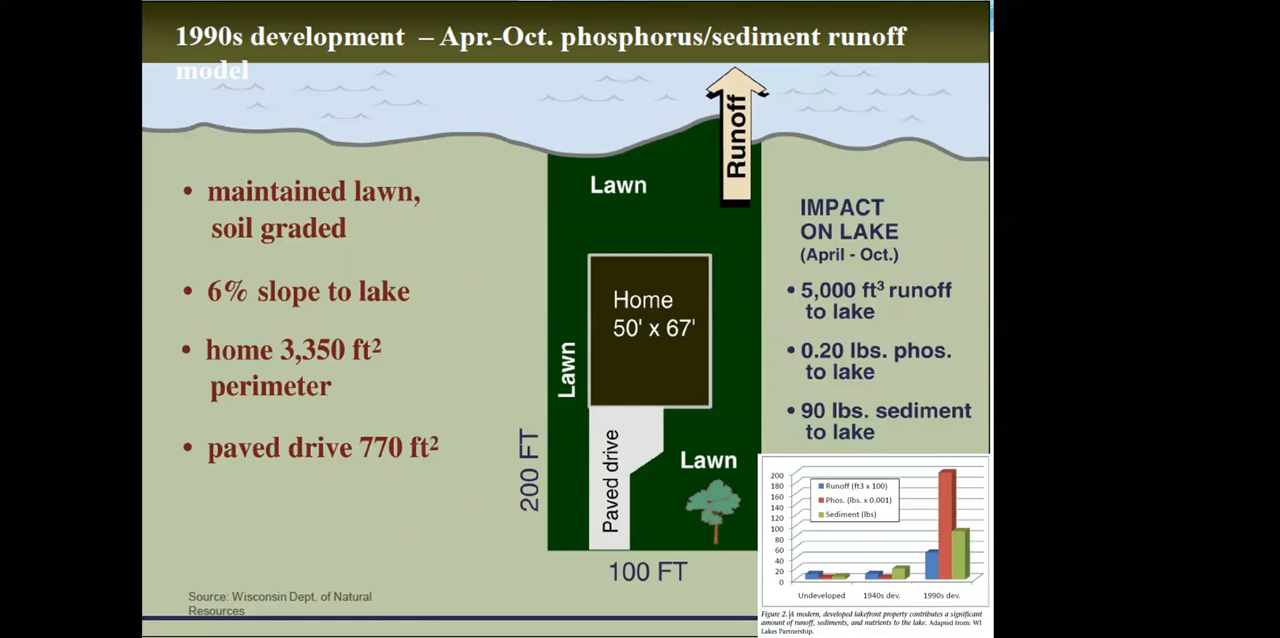 1990s development – Apr.-Oct. phosphorus/sediment runoff
model
Runoff
Lawn
• maintained lawn,
soil graded
• 6% slope to lake
• home 3,350 ft²
perimeter
• paved drive 770 ft²
Home
50' x 67'
Lawn
Paved drive
Lawn
200 FT
100 FT
IMPACT
ON LAKE
(April - Oct.)
• 5,000 ft³ runoff
to lake
• 0.20 lbs. phos.
to lake
• 90 lbs. sediment
to lake
200
180
160
140
120
100
80
60
40
20
0
Runoff (ft3 x 100)
Phos. (lbs. x 0.001)
Sediment (lbs)
Undeveloped 1940s dev. 1990s dev.
Figure 2. A modern, developed lakefront property contributes a significant
amount of runoff, sediments, and nutrients to the lake. Adapted from: WI
Lakes Partnership.
Source: Wisconsin Dept. of Natural
Resources